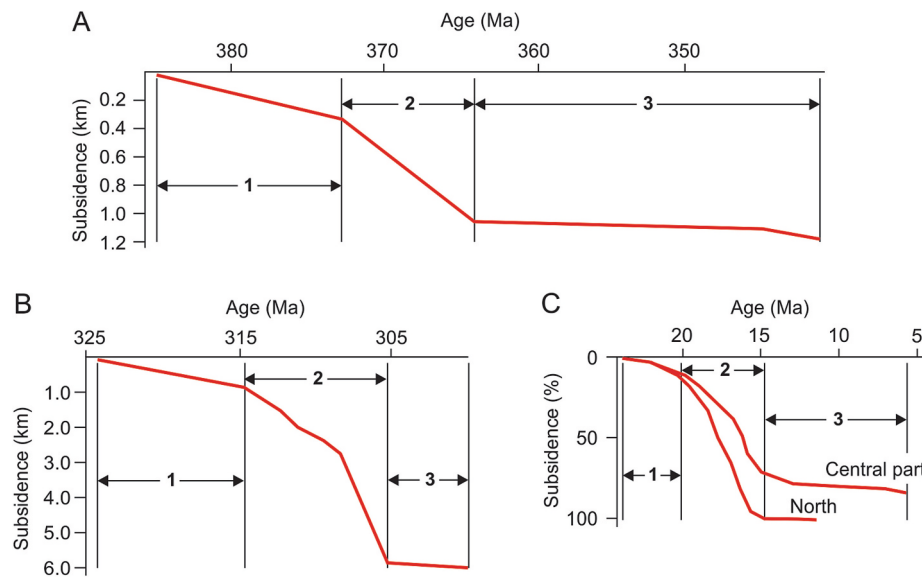 A
Age (Ma)
380 370 360 350
Subsidence (km)
0.2
0.4
0.6
0.8
1.0
1.2
1
2
3
B
Age (Ma)
325 315 305
Subsidence (km)
1.0
2.0
3.0
4.0
5.0
6.0
1
2
3
C
Age (Ma)
20 15 10 5
Subsidence (%)
0
50
100
1
2
3
Central part
North